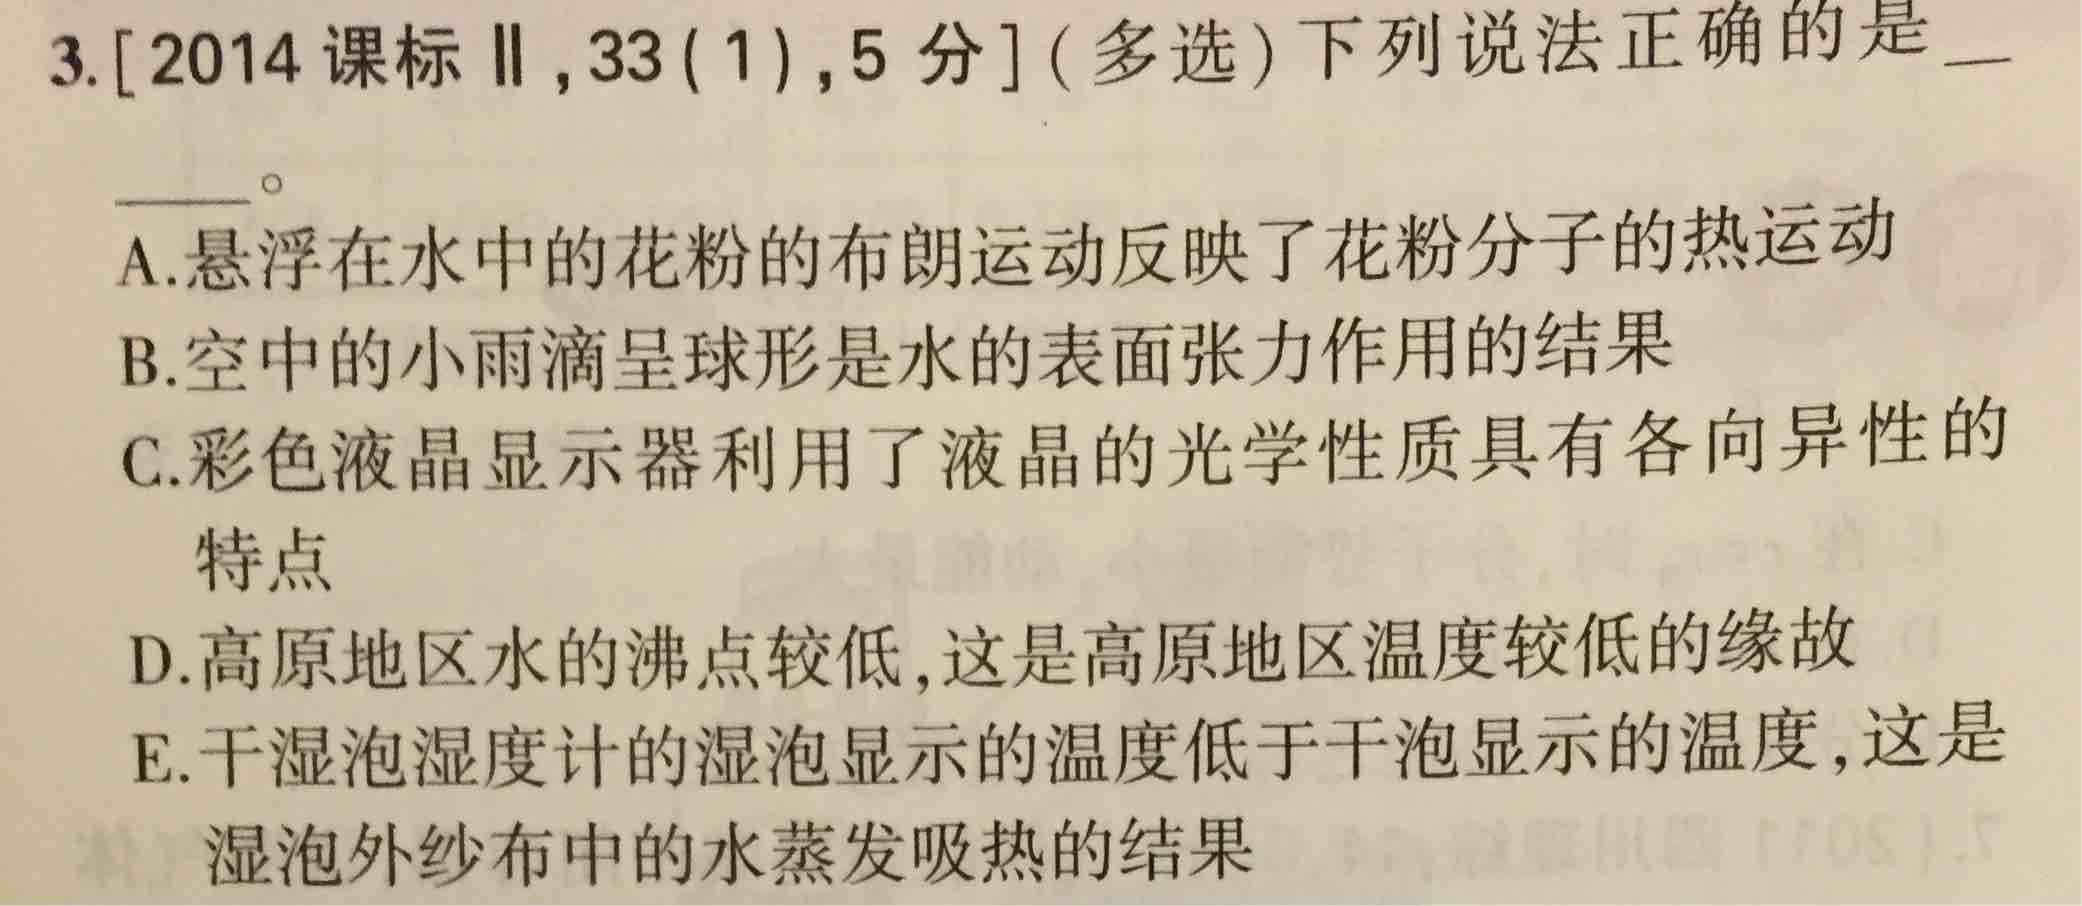 3.[2014课标Ⅱ,33(1),5分](多选)下列说法正确的是__
____。
A.悬浮在水中的花粉的布朗运动反映了花粉分子的热运动
B.空中的小雨滴呈球形是水的表面张力作用的结果
C.彩色液晶显示器利用了液晶的光学性质具有各向异性的
特点
D.高原地区水的沸点较低,这是高原地区温度较低的缘故
E.干湿泡湿度计的湿泡显示的温度低于干泡显示的温度,这是
湿泡外纱布中的水蒸发吸热的结果